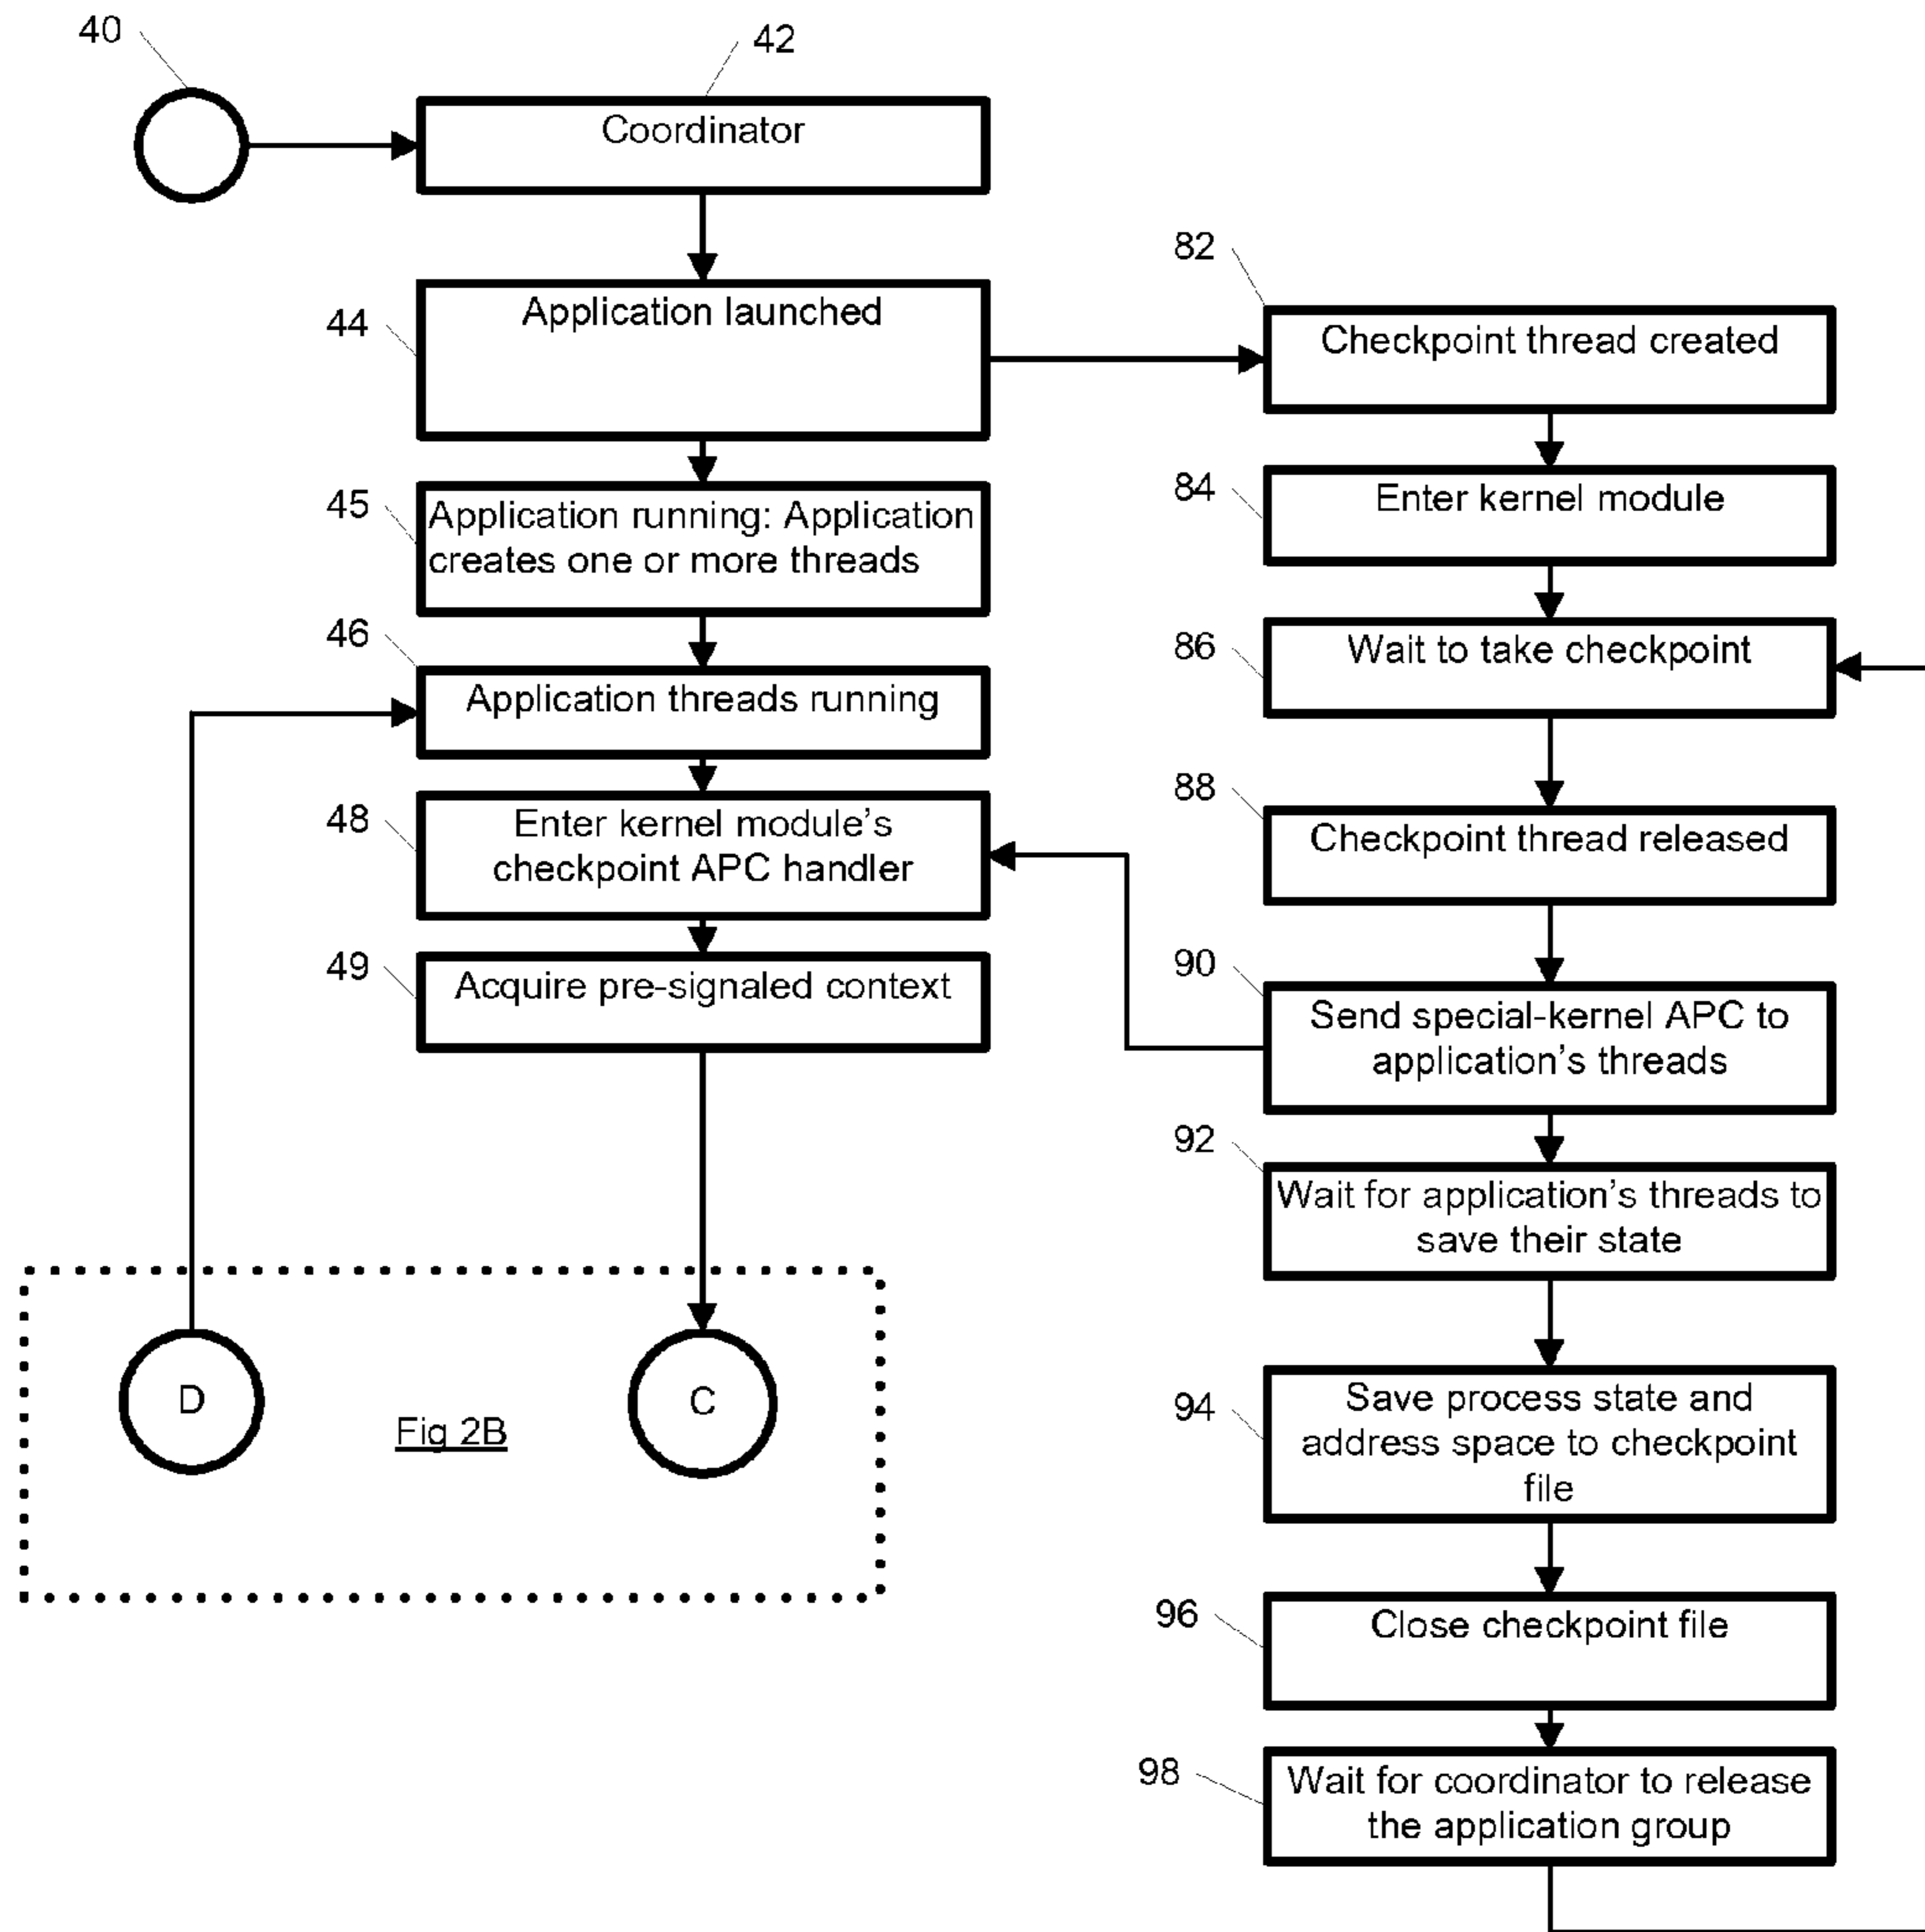 40
42
Coordinator
44
Application launched
45
Application running: Application
creates one or more threads
46
Application threads running
48
Enter kernel module’s
checkpoint APC handler
49
Acquire pre-signaled context
D
Fig 2B
C
82
Checkpoint thread created
84
Enter kernel module
86
Wait to take checkpoint
88
Checkpoint thread released
90
Send special-kernel APC to
application’s threads
92
Wait for application’s threads to
save their state
94
Save process state and
address space to checkpoint
file
96
Close checkpoint file
98
Wait for coordinator to release
the application group